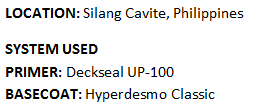 LOCATION: Silang Cavite, Philippines
SYSTEM USED
PRIMER: Deckseal UP-100
BASECOAT: Hyperdesmo Classic